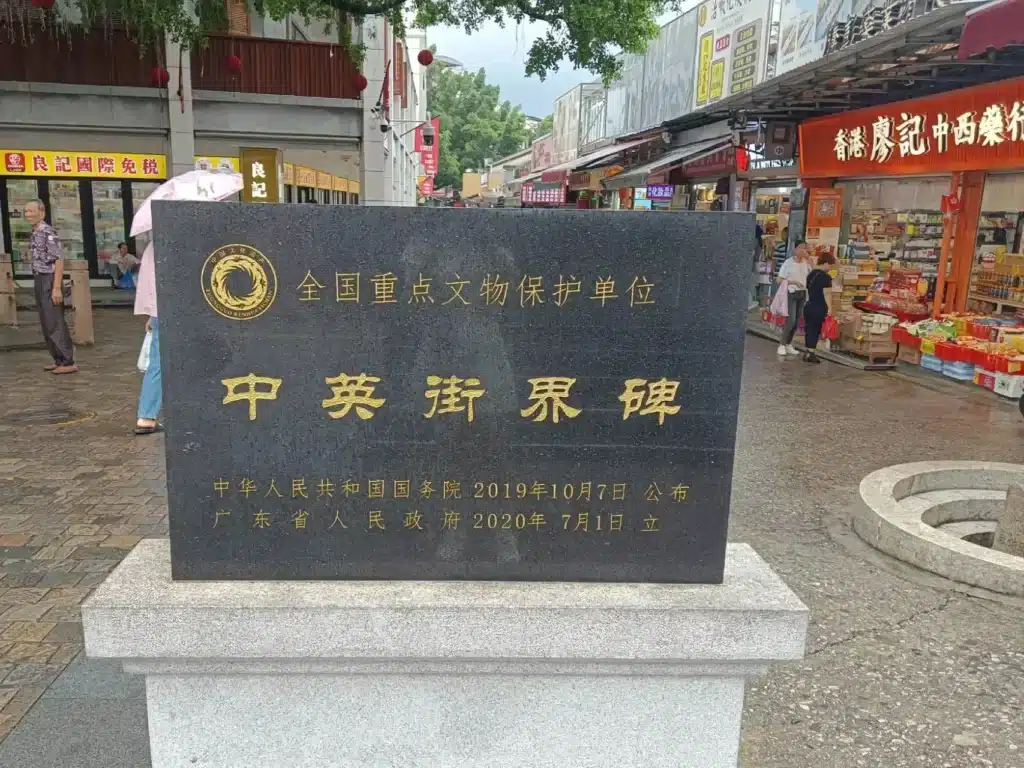 良記國際免税
良記
香港廖記中西藥行
全国重点文物保护单位
中英街界碑
中华人民共和国国务院 2019年10月7日 公布
广东省人民政府 2020年 7月1日 立